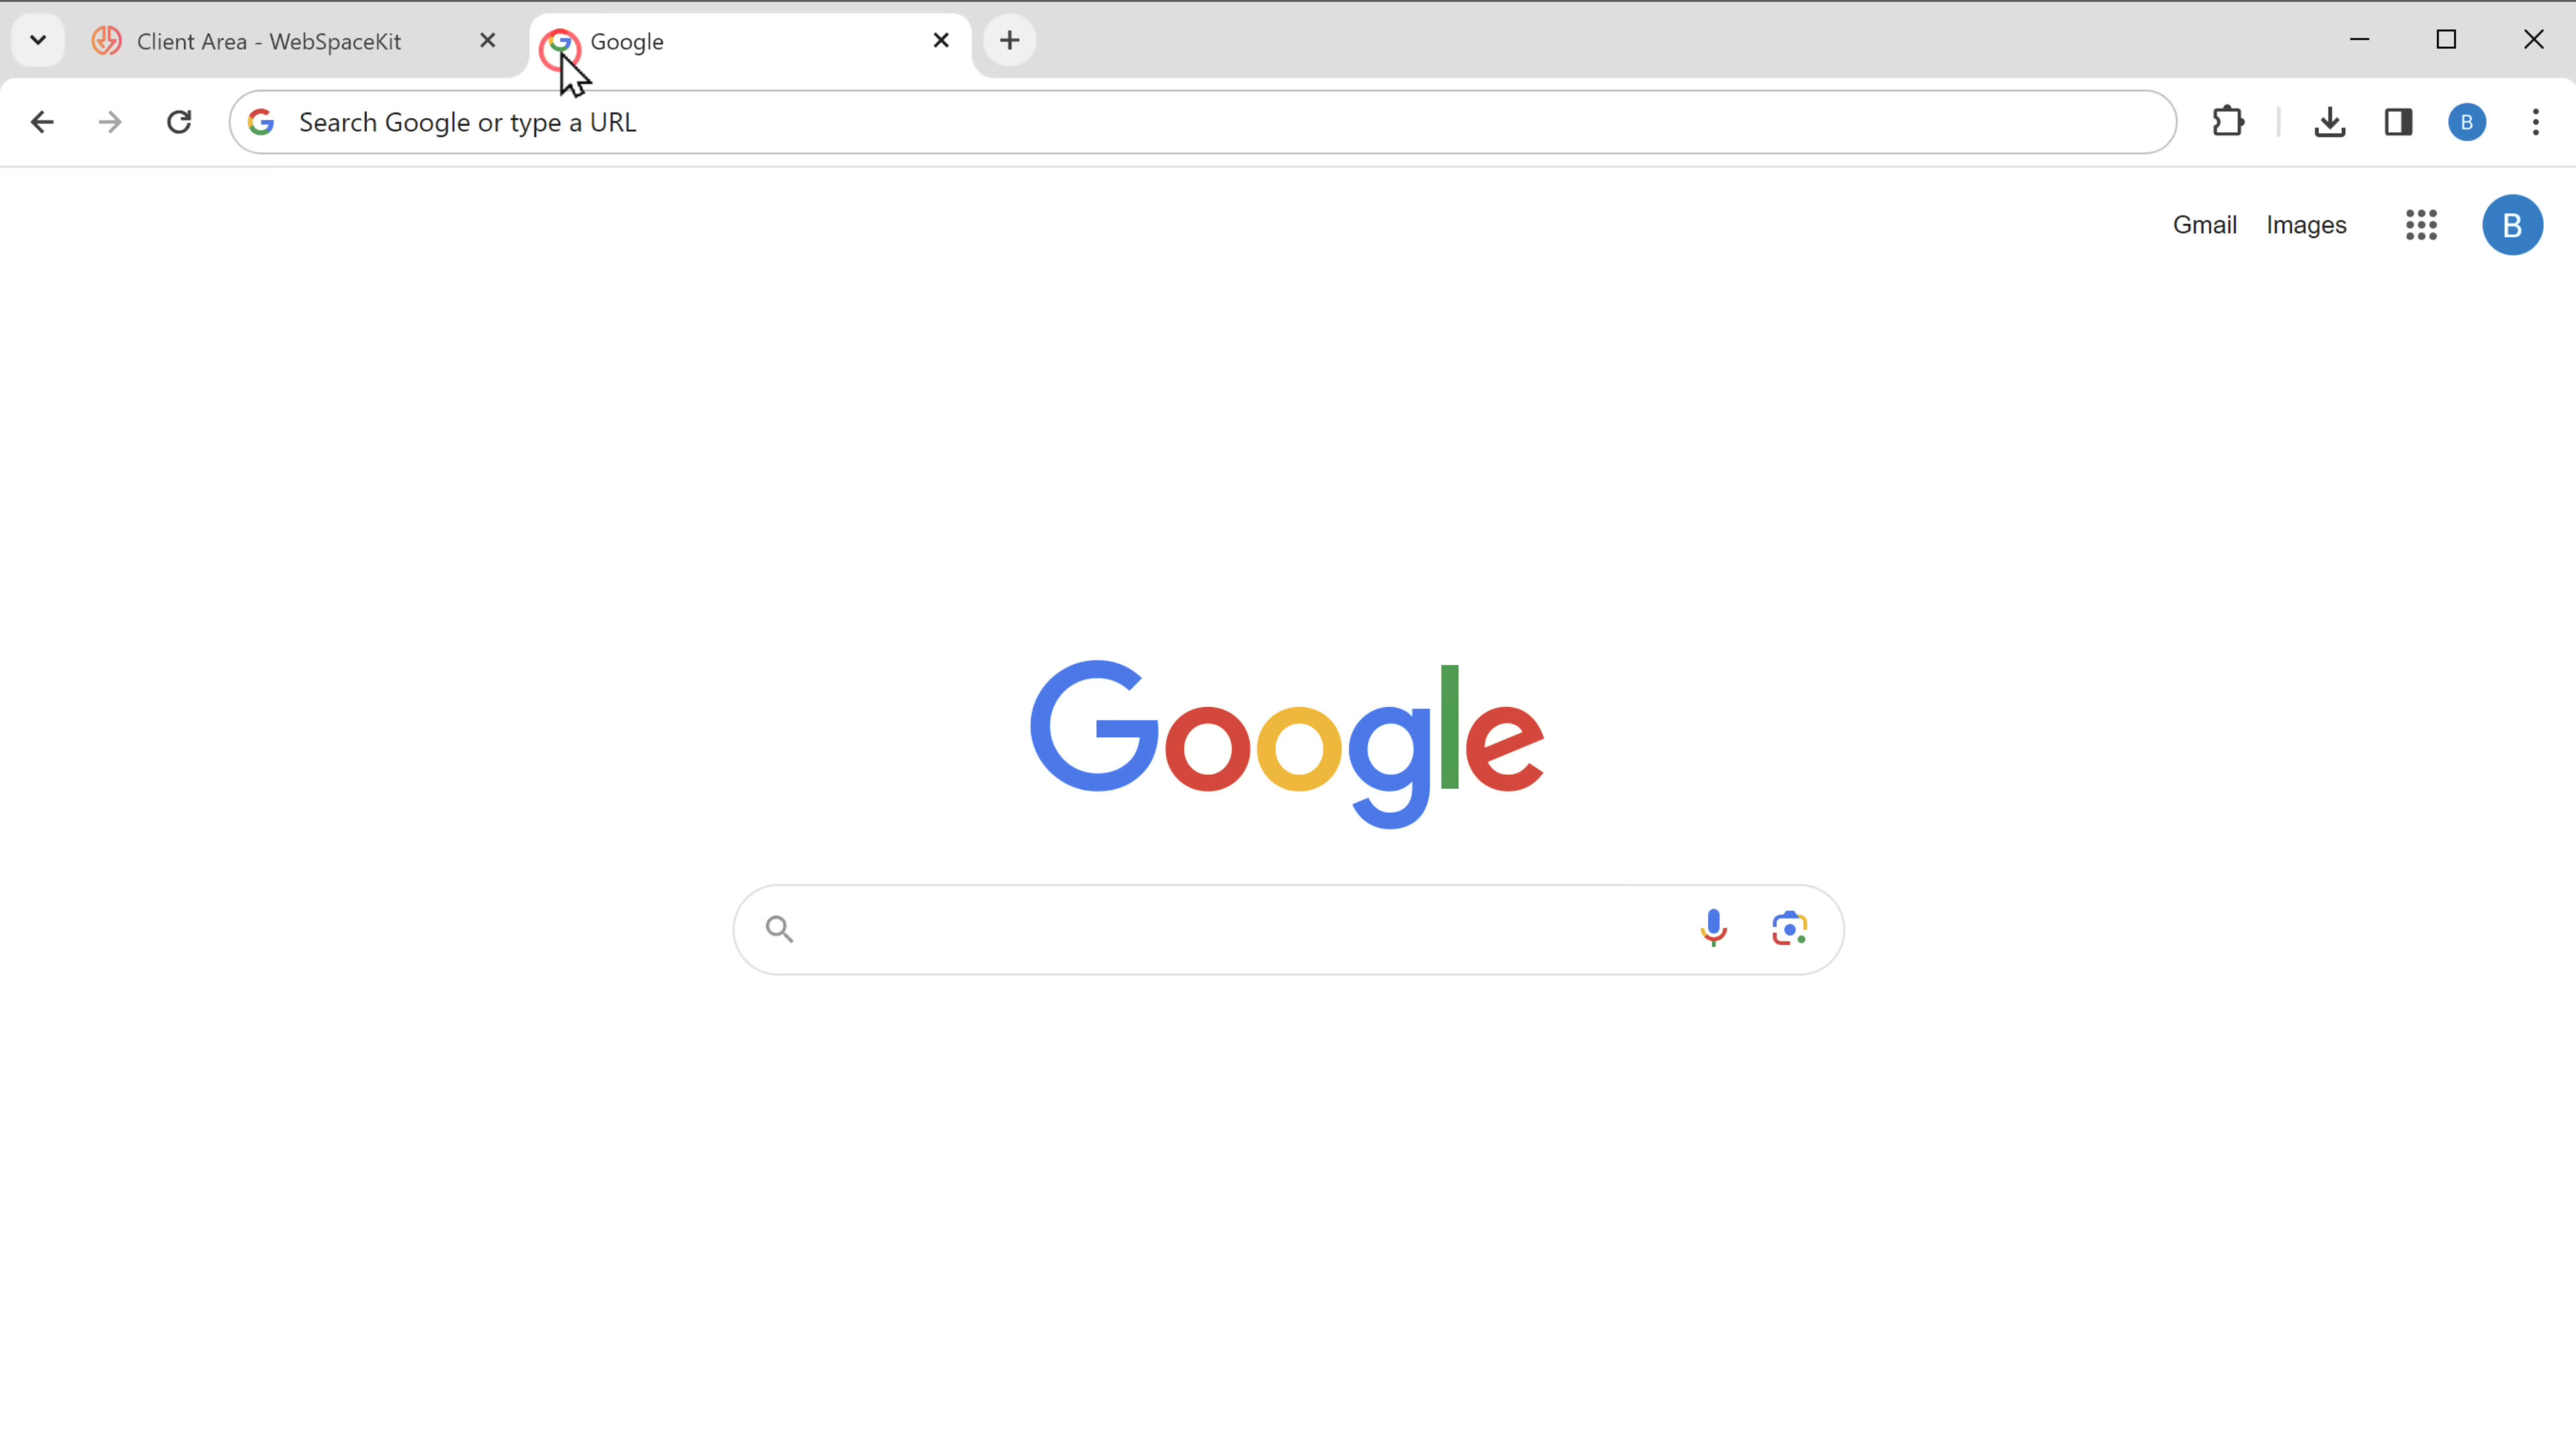 Client Area - WebSpaceKit
Google
Search Google or type a URL
B
Gmail Images
B
Google